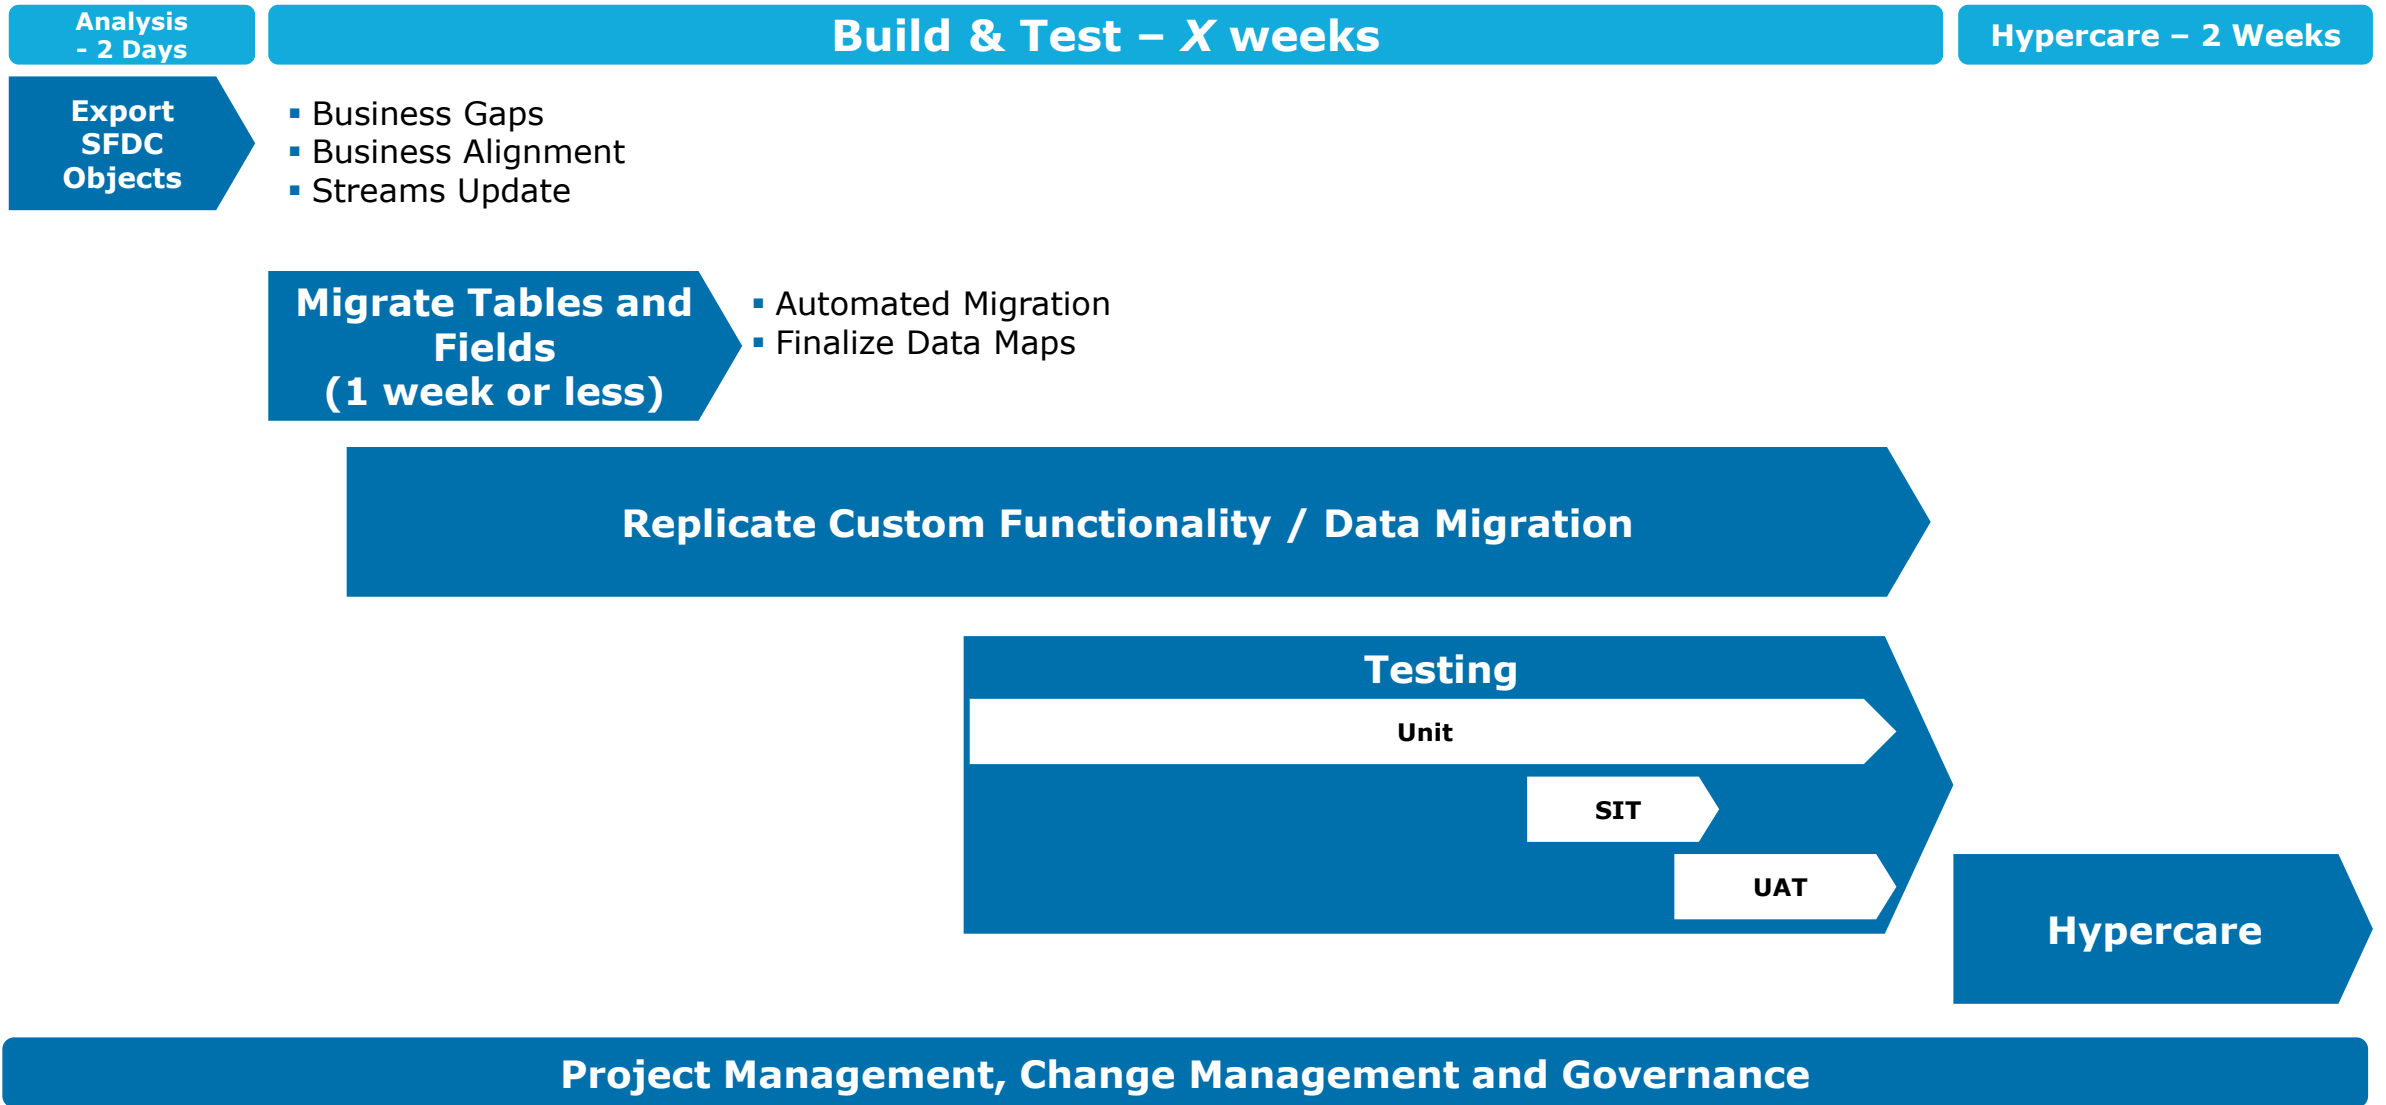 Analysis
– 2 Days
Build & Test – X weeks
Hypercare – 2 Weeks
Export
SFDC
Objects
▪ Business Gaps
▪ Business Alignment
▪ Streams Update
Migrate Tables and
Fields
(1 week or less)
▪ Automated Migration
▪ Finalize Data Maps
Replicate Custom Functionality / Data Migration
Testing
Unit
SIT
UAT
Hypercare
Project Management, Change Management and Governance